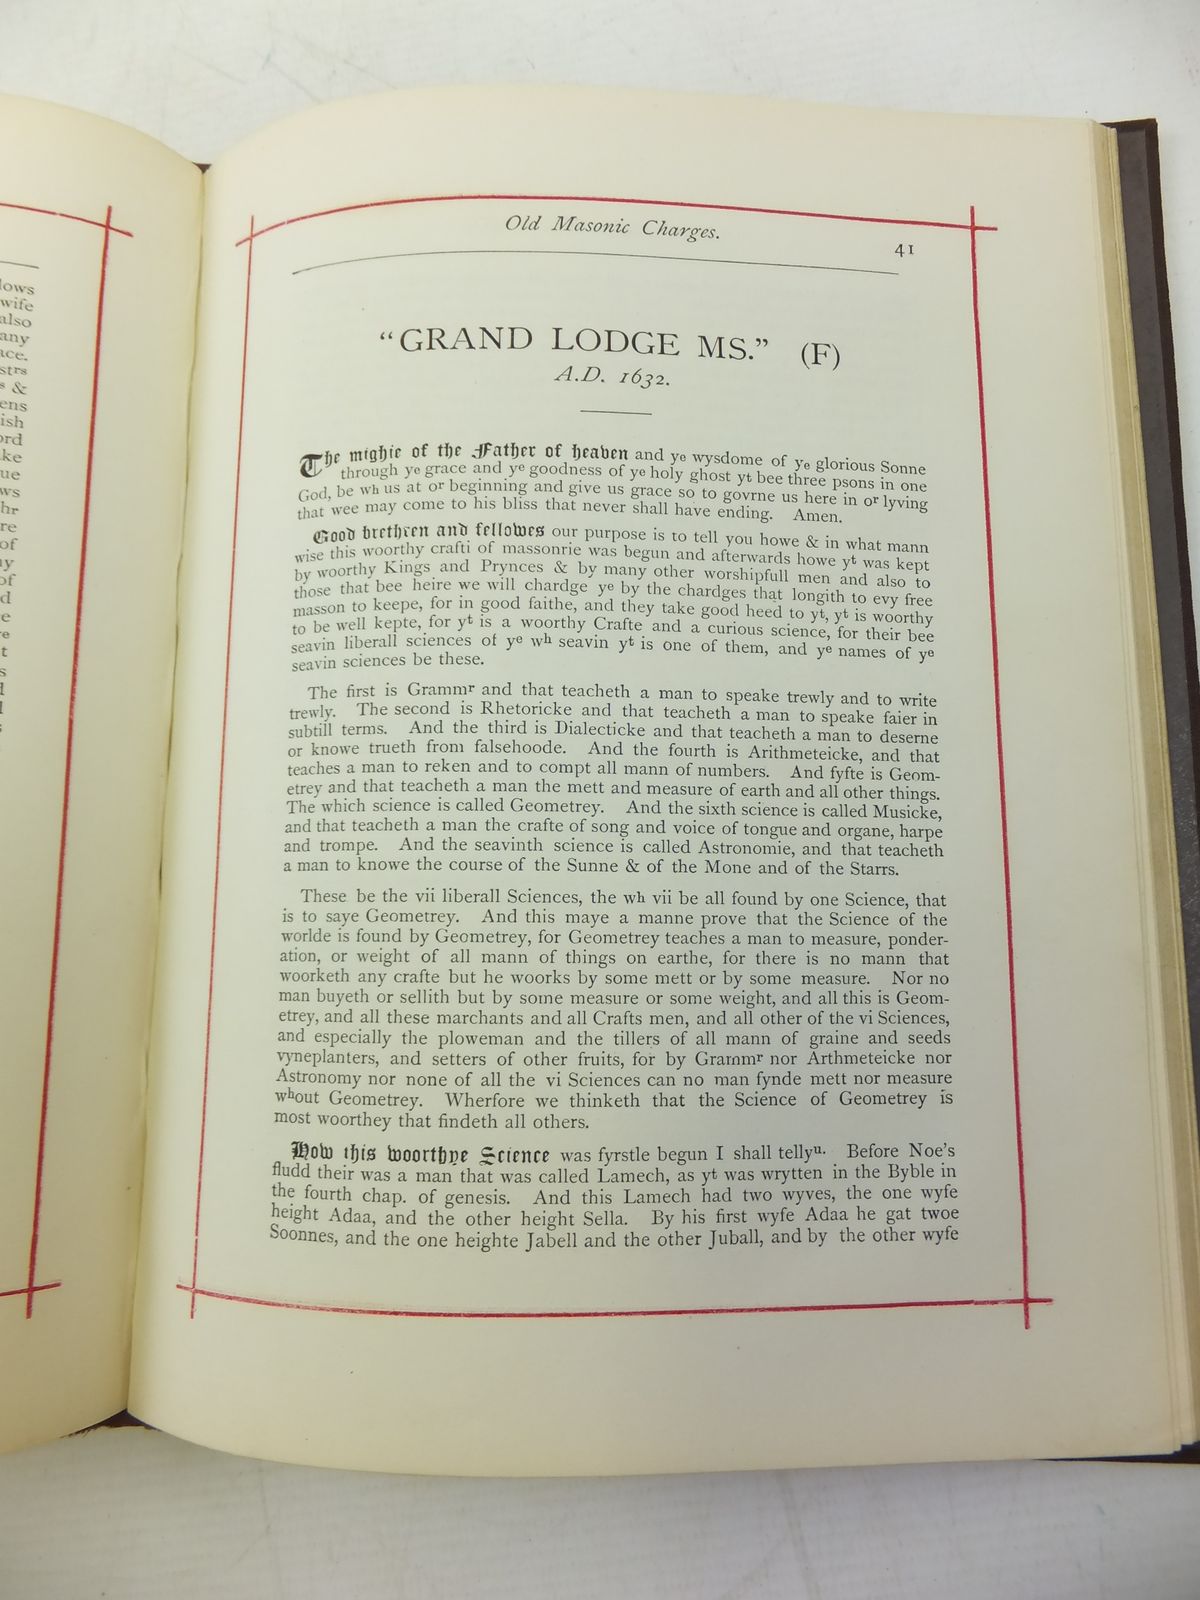 lows
wife
also
any
ace.
strs
s &
ens
ish
ord
ke
ue
ws
hr
re
of
y
of
d
e
e
t
s
d
l
s
Old Masonic Charges.
41
“GRAND LODGE MS.” (F)
A.D. 1632.
The mighie of the Father of heaven and ye wysdome of ye glorious Sonne
through ye grace and ye goodness of ye holy ghost yt bee three psons in one
God, be wh us at or beginning and give us grace so to govrne us here in or lyving
that wee may come to his bliss that never shall have ending. Amen.
Good brethren and fellowes our purpose is to tell you howe & in what mann
wise this woorthy crafti of massonrie was begun and afterwards howe yt was kept
by woorthy Kings and Prynces & by many other worshipfull men and also to
those that bee heire we will chardge ye by the chardges that longith to evy free
masson to keepe, for in good faithe, and they take good heed to yt, yt is woorthy
to be well kepte, for yt is a woorthy Crafte and a curious science, for their bee
seavin liberall sciences of ye wh seavin yt is one of them, and ye names of ye
seavin sciences be these.
The first is Grammr and that teacheth a man to speake trewly and to write
trewly. The second is Rhetoricke and that teacheth a man to speake faier in
subtill terms. And the third is Dialecticke and that teacheth a man to deserne
or knowe trueth from falsehoode. And the fourth is Arithmeteicke, and that
teaches a man to reken and to compt all mann of numbers. And fyfte is Geom-
etrey and that teacheth a man the mett and measure of earth and all other things.
The which science is called Geometrey. And the sixth science is called Musicke,
and that teacheth a man the crafte of song and voice of tongue and organe, harpe
and trompe. And the seavinth science is called Astronomie, and that teacheth
a man to knowe the course of the Sunne & of the Mone and of the Starrs.
These be the vii liberall Sciences, the wh vii be all found by one Science, that
is to saye Geometrey. And this maye a manne prove that the Science of the
worlde is found by Geometrey, for Geometrey teaches a man to measure, ponder-
ation, or weight of all mann of things on earthe, for there is no mann that
woorketh any crafte but he woorks by some mett or by some measure. Nor no
man buyeth or sellith but by some measure or some weight, and all this is Geom-
etrey, and all these marchants and all Crafts men, and all other of the vi Sciences,
and especially the ploweman and the tillers of all mann of graine and seeds
vyneplanters, and setters of other fruits, for by Grammr nor Arthmeteicke nor
Astronomy nor none of all the vi Sciences can no man fynde mett nor measure
whout Geometrey. Wherfore we thinketh that the Science of Geometrey is
most woorthey that findeth all others.
How this woorthye Science was fyrstle begun I shall tellyu. Before Noe’s
fludd their was a man that was called Lamech, as yt was wrytten in the Byble in
the fourth chap. of genesis. And this Lamech had two wyves, the one wyfe
height Adaa, and the other height Sella. By his first wyfe Adaa he gat twoe
Soonnes, and the one heighte Jabell and the other Juball, and by the other wyfe